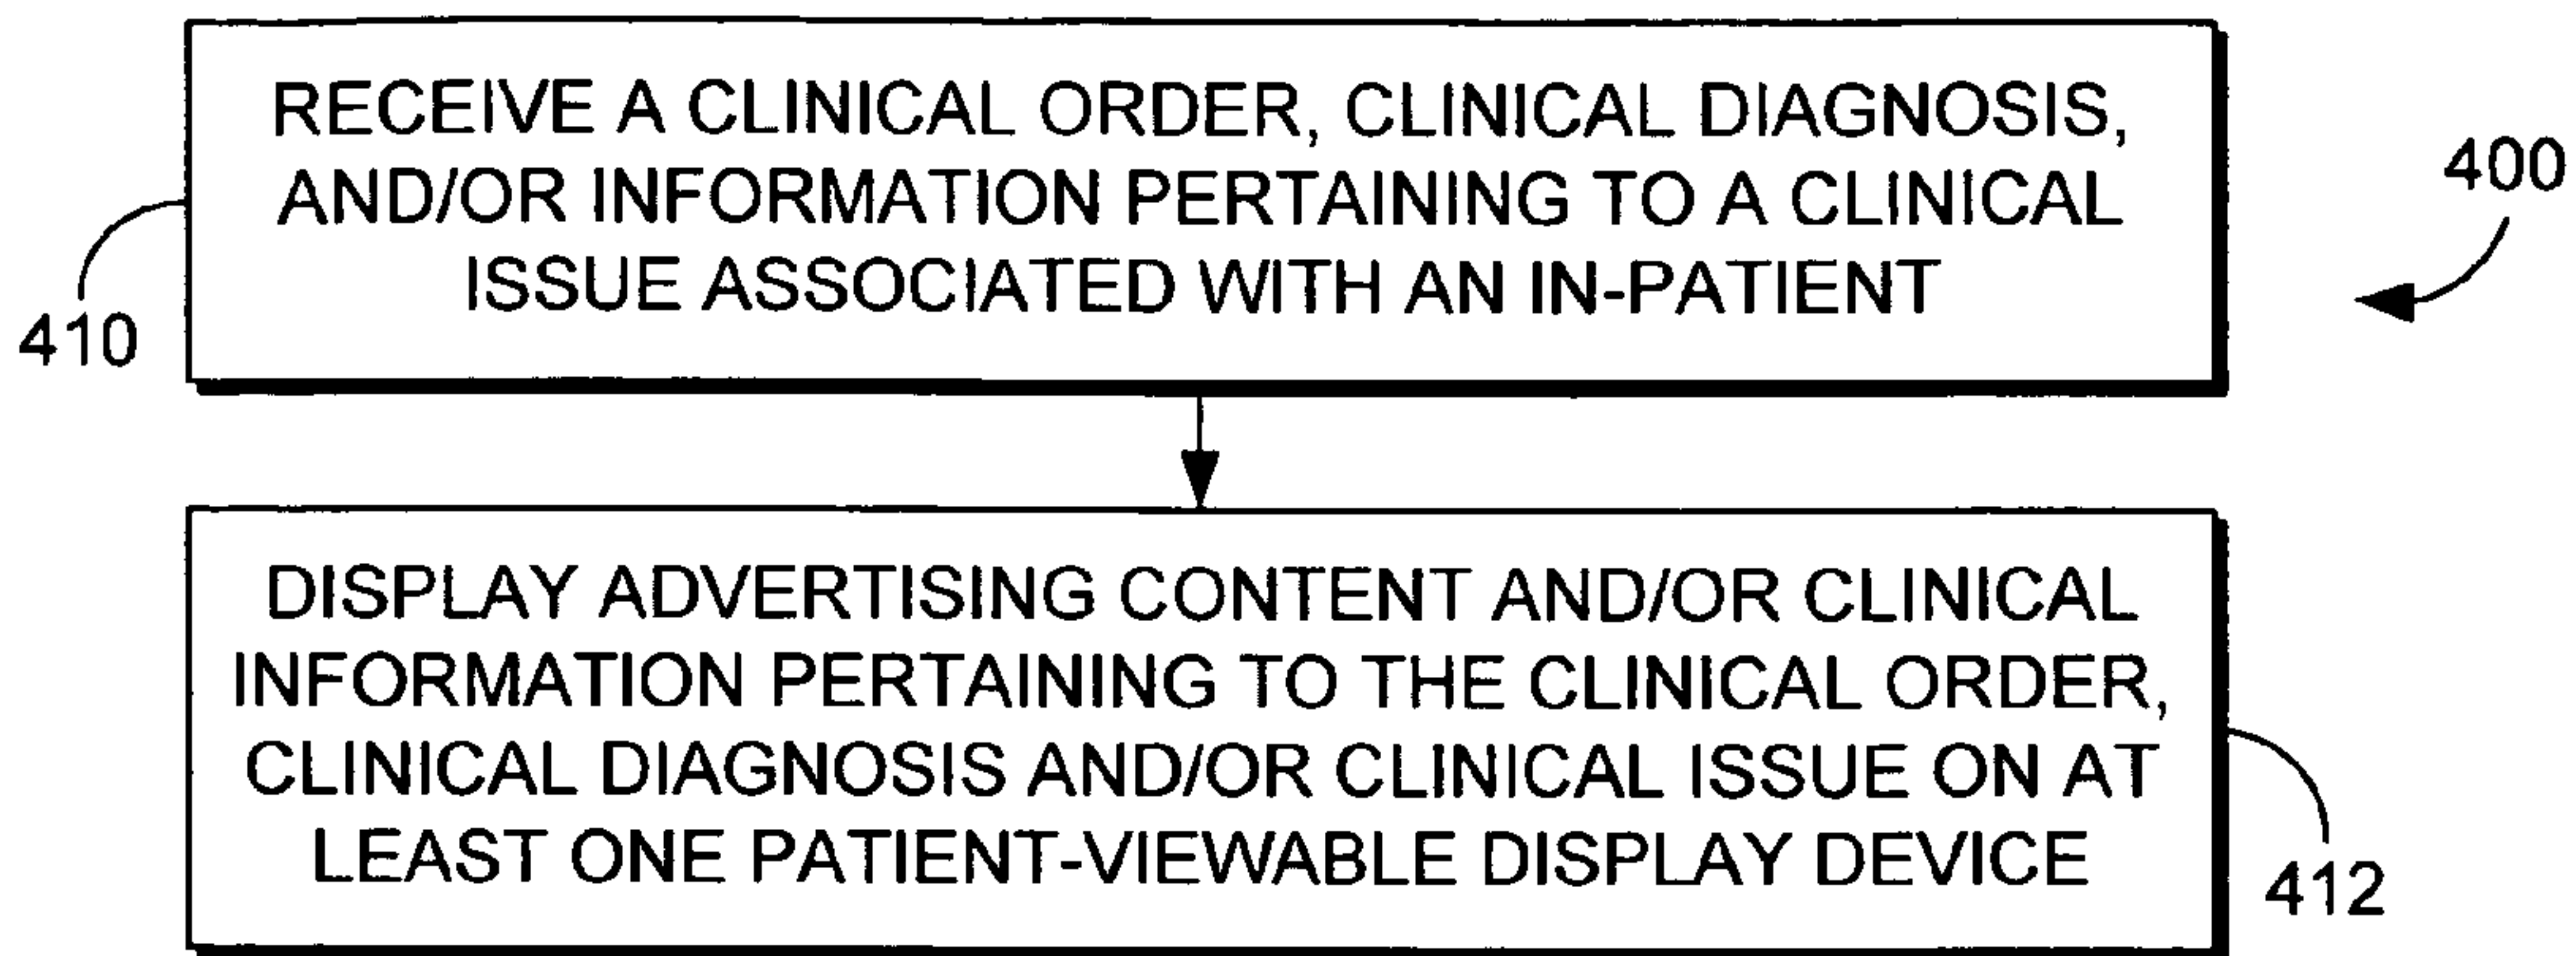 RECEIVE A CLINICAL ORDER, CLINICAL DIAGNOSIS,
AND/OR INFORMATION PERTAINING TO A CLINICAL
ISSUE ASSOCIATED WITH AN IN-PATIENT
400
410
DISPLAY ADVERTISING CONTENT AND/OR CLINICAL
INFORMATION PERTAINING TO THE CLINICAL ORDER,
CLINICAL DIAGNOSIS AND/OR CLINICAL ISSUE ON AT
LEAST ONE PATIENT-VIEWABLE DISPLAY DEVICE
412